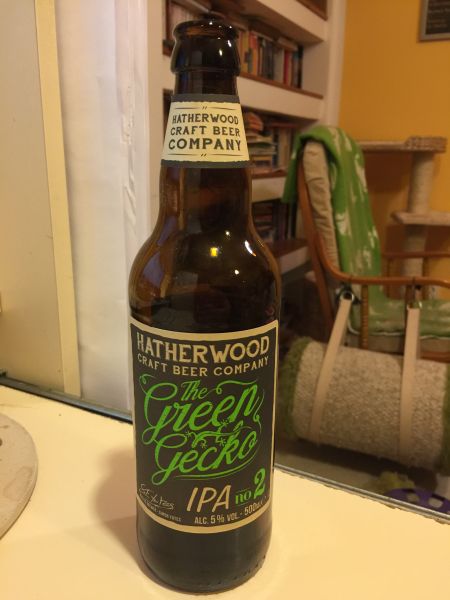 HATHERWOOD
CRAFT BEER
COMPANY
HATHERWOOD
CRAFT BEER COMPANY
The
Green
Gecko
IPA no 2
ALC. 5% VOL - 500ml